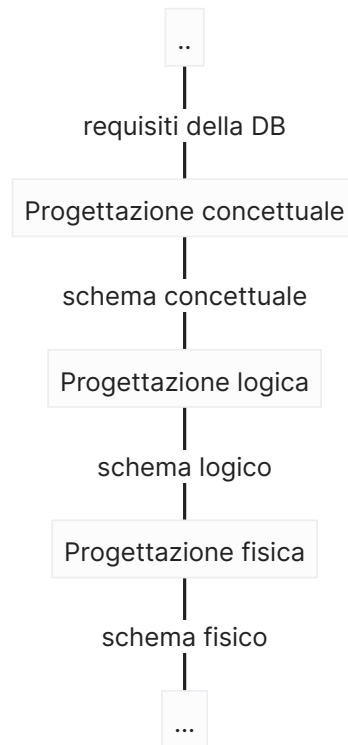 ..
requisiti della DB
Progettazione concettuale
schema concettuale
Progettazione logica
schema logico
Progettazione fisica
schema fisico
...